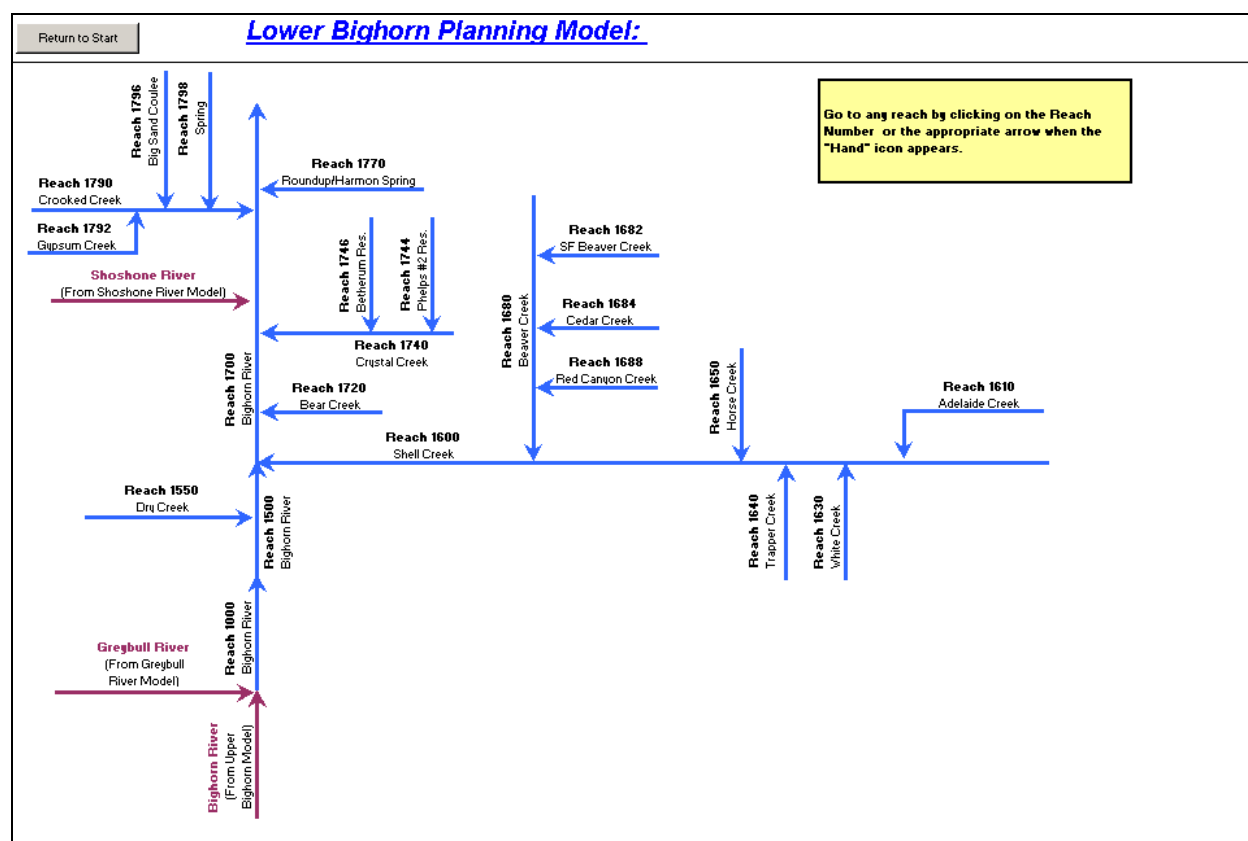 Return to Start
Lower Bighorn Planning Model:
Go to any reach by clicking on the Reach
Number or the appropriate arrow when the
"Hand" icon appears.
Reach 1796
Big Sand Coulee
Reach 1798
Spring
Reach 1770
Roundup/Harmon Spring
Reach 1790
Crooked Creek
Reach 1792
Gypsum Creek
Shoshone River
(From Shoshone River Model)
Reach 1746
Betherum Res.
Reach 1744
Phelps #2 Res.
Reach 1740
Crystal Creek
Reach 1700
Bighorn River
Reach 1720
Bear Creek
Reach 1680
Beaver Creek
Reach 1682
SF Beaver Creek
Reach 1684
Cedar Creek
Reach 1688
Red Canyon Creek
Reach 1650
Horse Creek
Reach 1610
Adelaide Creek
Reach 1600
Shell Creek
Reach 1550
Dry Creek
Reach 1500
Bighorn River
Reach 1640
Trapper Creek
Reach 1630
White Creek
Reach 1000
Bighorn River
Greybull River
(From Greybull
River Model)
Bighorn River
(From Upper
Bighorn Model)